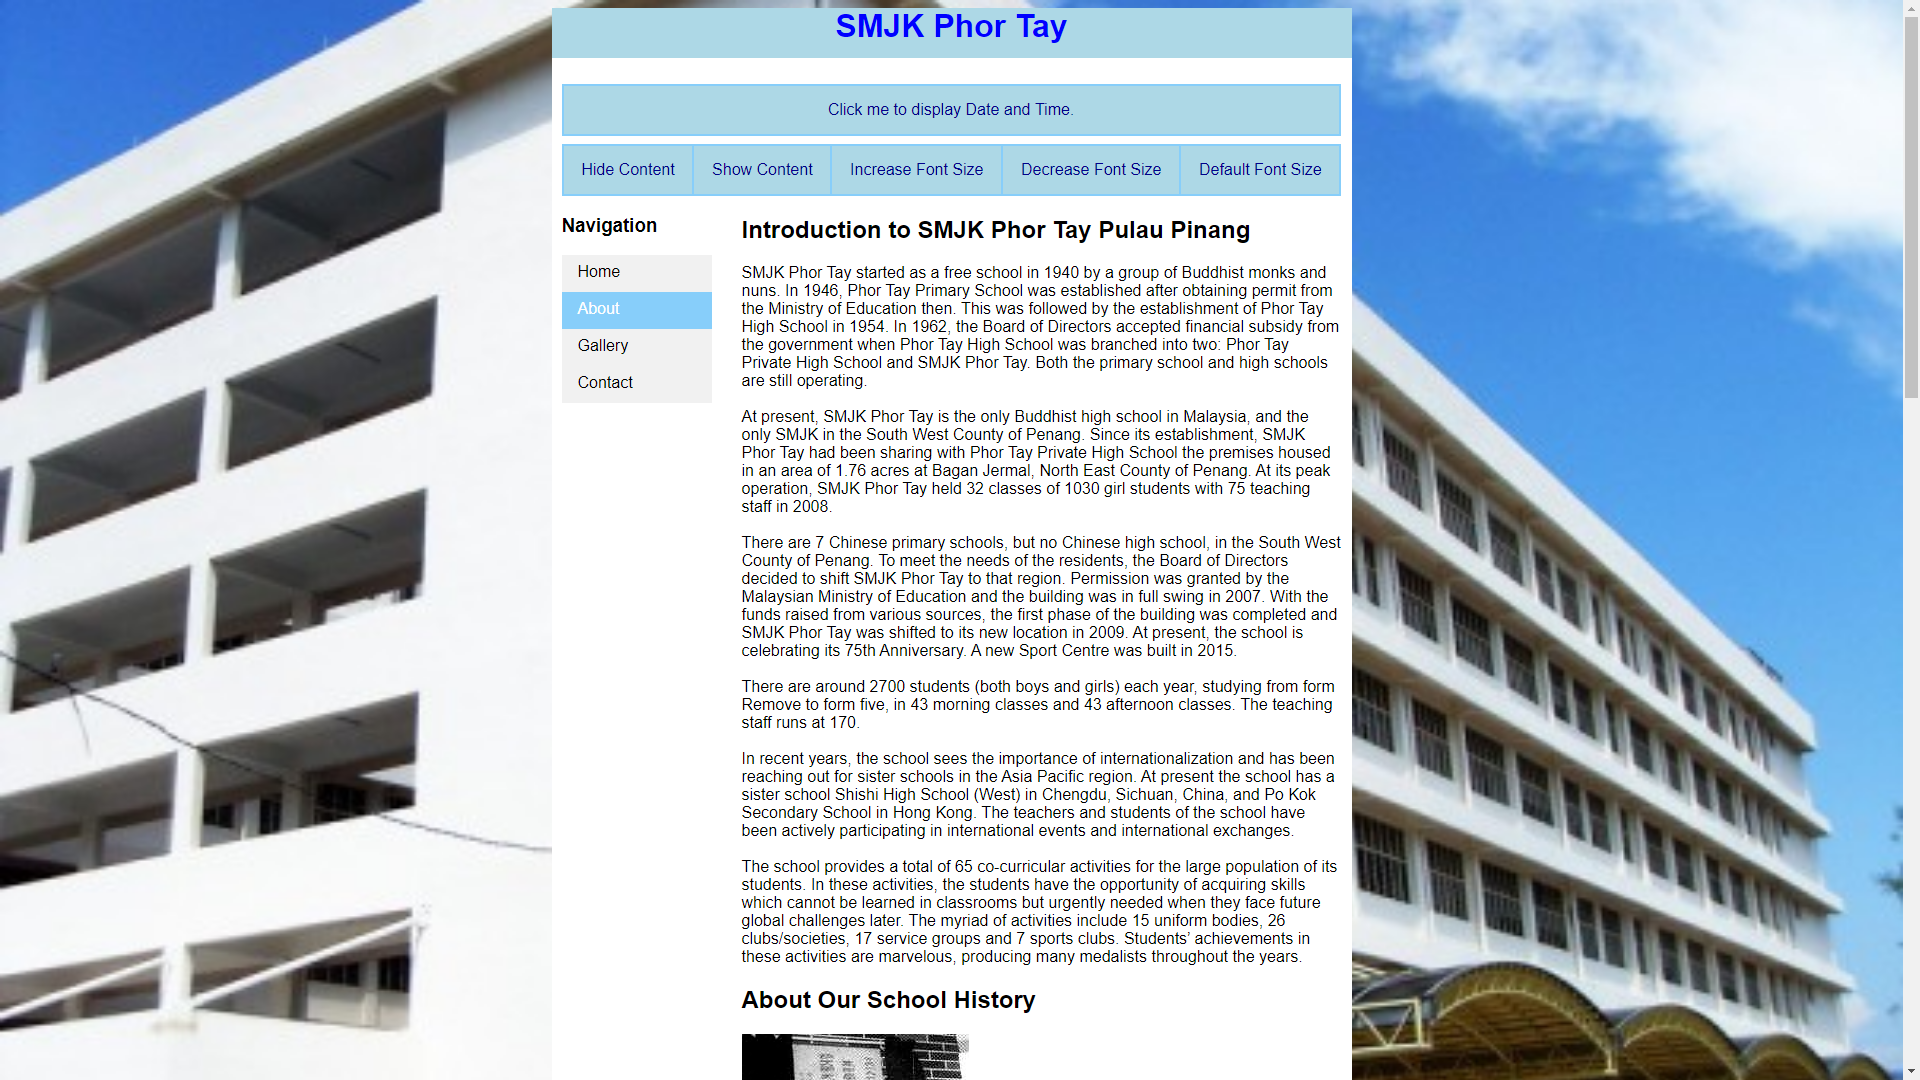 SMJK Phor Tay
Click me to display Date and Time.
Hide Content
Show Content
Increase Font Size
Decrease Font Size
Default Font Size
Navigation
Home
About
Gallery
Contact
Introduction to SMJK Phor Tay Pulau Pinang
SMJK Phor Tay started as a free school in 1940 by a group of Buddhist monks and
nuns. In 1946, Phor Tay Primary School was established after obtaining permit from
the Ministry of Education then. This was followed by the establishment of Phor Tay
High School in 1954. In 1962, the Board of Directors accepted financial subsidy from
the government when Phor Tay High School was branched into two: Phor Tay
Private High School and SMJK Phor Tay. Both the primary school and high schools
are still operating.
At present, SMJK Phor Tay is the only Buddhist high school in Malaysia, and the
only SMJK in the South West County of Penang. Since its establishment, SMJK
Phor Tay had been sharing with Phor Tay Private High School the premises housed
in an area of 1.76 acres at Bagan Jermal, North East County of Penang. At its peak
operation, SMJK Phor Tay held 32 classes of 1030 girl students with 75 teaching
staff in 2008.
There are 7 Chinese primary schools, but no Chinese high school, in the South West
County of Penang. To meet the needs of the residents, the Board of Directors
decided to shift SMJK Phor Tay to that region. Permission was granted by the
Malaysian Ministry of Education and the building was in full swing in 2007. With the
funds raised from various sources, the first phase of the building was completed and
SMJK Phor Tay was shifted to its new location in 2009. At present, the school is
celebrating its 75th Anniversary. A new Sport Centre was built in 2015.
There are around 2700 students (both boys and girls) each year, studying from form
Remove to form five, in 43 morning classes and 43 afternoon classes. The teaching
staff runs at 170.
In recent years, the school sees the importance of internationalization and has been
reaching out for sister schools in the Asia Pacific region. At present the school has a
sister school Shishi High School (West) in Chengdu, Sichuan, China, and Po Kok
Secondary School in Hong Kong. The teachers and students of the school have
been actively participating in international events and international exchanges.
The school provides a total of 65 co-curricular activities for the large population of its
students. In these activities, the students have the opportunity of acquiring skills
which cannot be learned in classrooms but urgently needed when they face future
global challenges later. The myriad of activities include 15 uniform bodies, 26
clubs/societies, 17 service groups and 7 sports clubs. Students’ achievements in
these activities are marvelous, producing many medalists throughout the years.
About Our School History